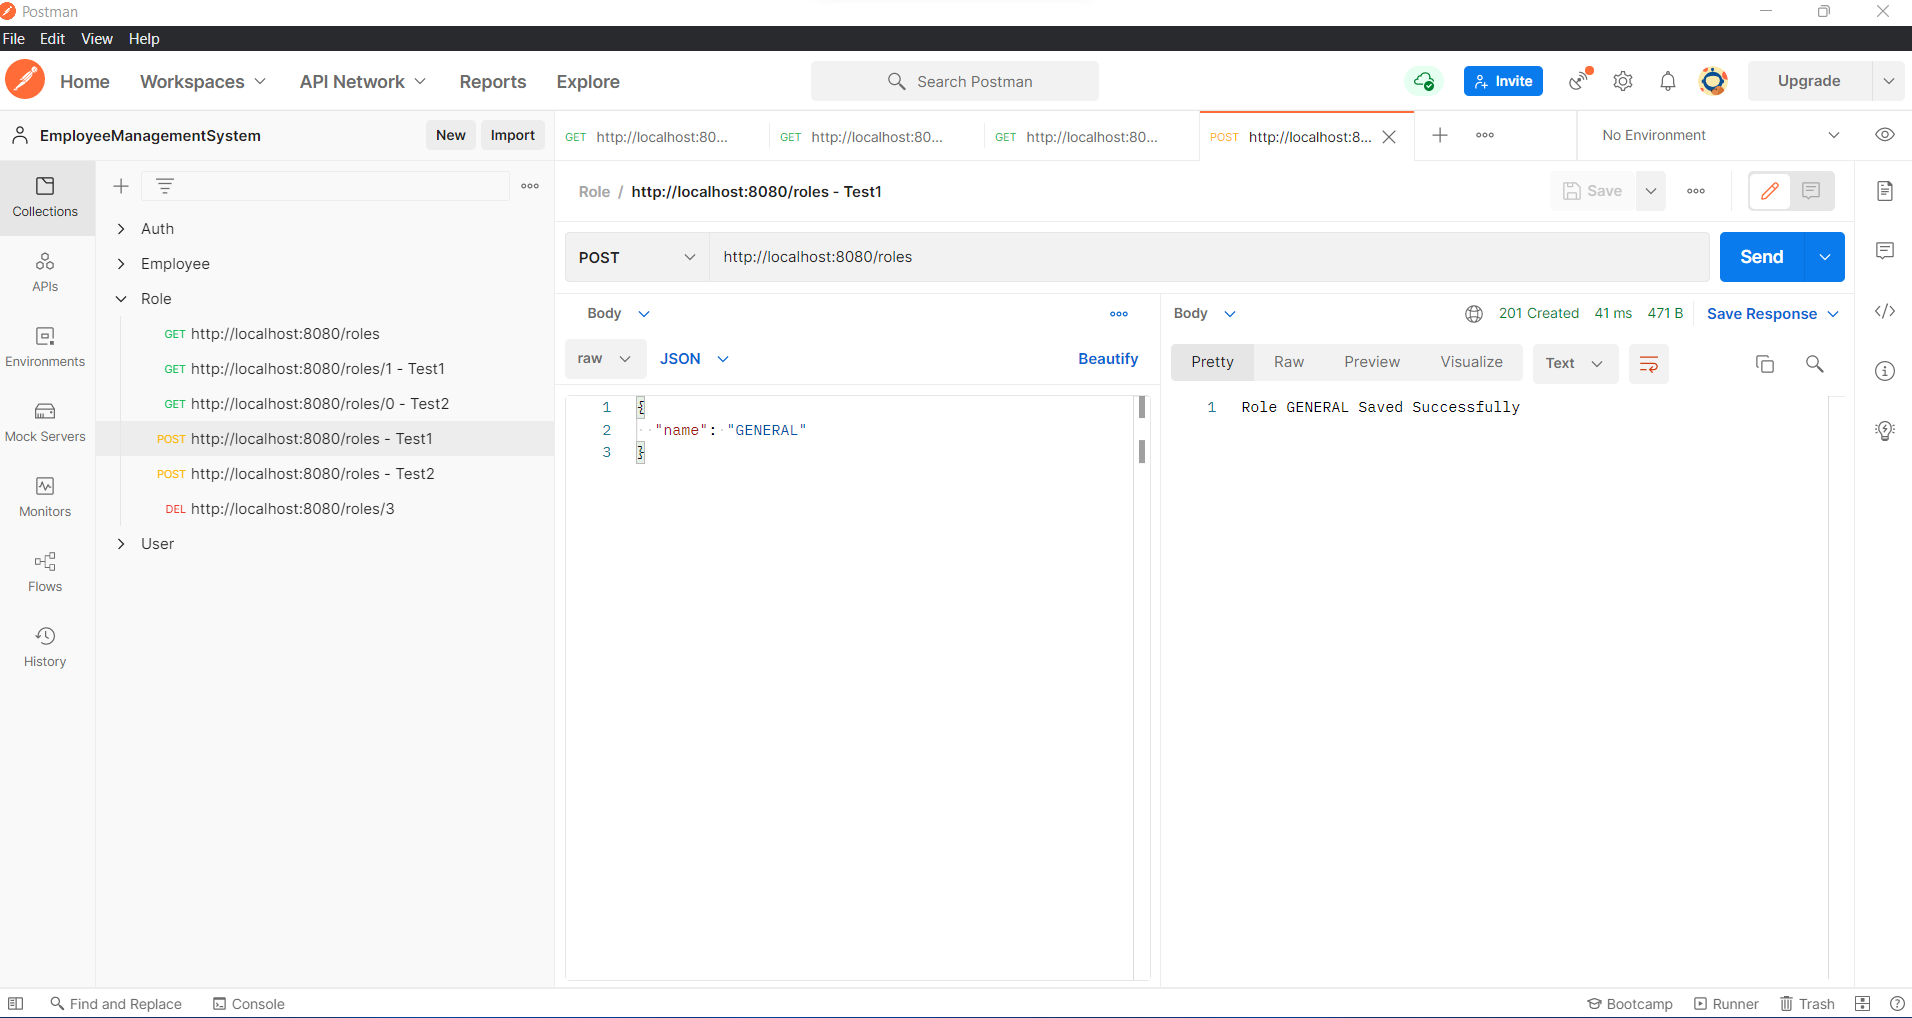 Postman
File Edit View Help
Home Workspaces API Network Reports Explore Search Postman Invite Upgrade
EmployeeManagementSystem New Import
GET http://localhost:80... GET http://localhost:80... GET http://localhost:80... POST http://localhost:8... No Environment
Collections
APIs
Environments
Mock Servers
Monitors
Flows
History
Auth
Employee
Role
GET http://localhost:8080/roles
GET http://localhost:8080/roles/1 - Test1
GET http://localhost:8080/roles/0 - Test2
POST http://localhost:8080/roles - Test1
POST http://localhost:8080/roles - Test2
DEL http://localhost:8080/roles/3
User
Role / http://localhost:8080/roles - Test1 Save
POST http://localhost:8080/roles Send
Body
raw JSON Beautify
1 {
2 "name": "GENERAL"
3 }
Body 201 Created 41 ms 471 B Save Response
Pretty Raw Preview Visualize Text
1 Role GENERAL Saved Successfully
Find and Replace Console Bootcamp Runner Trash